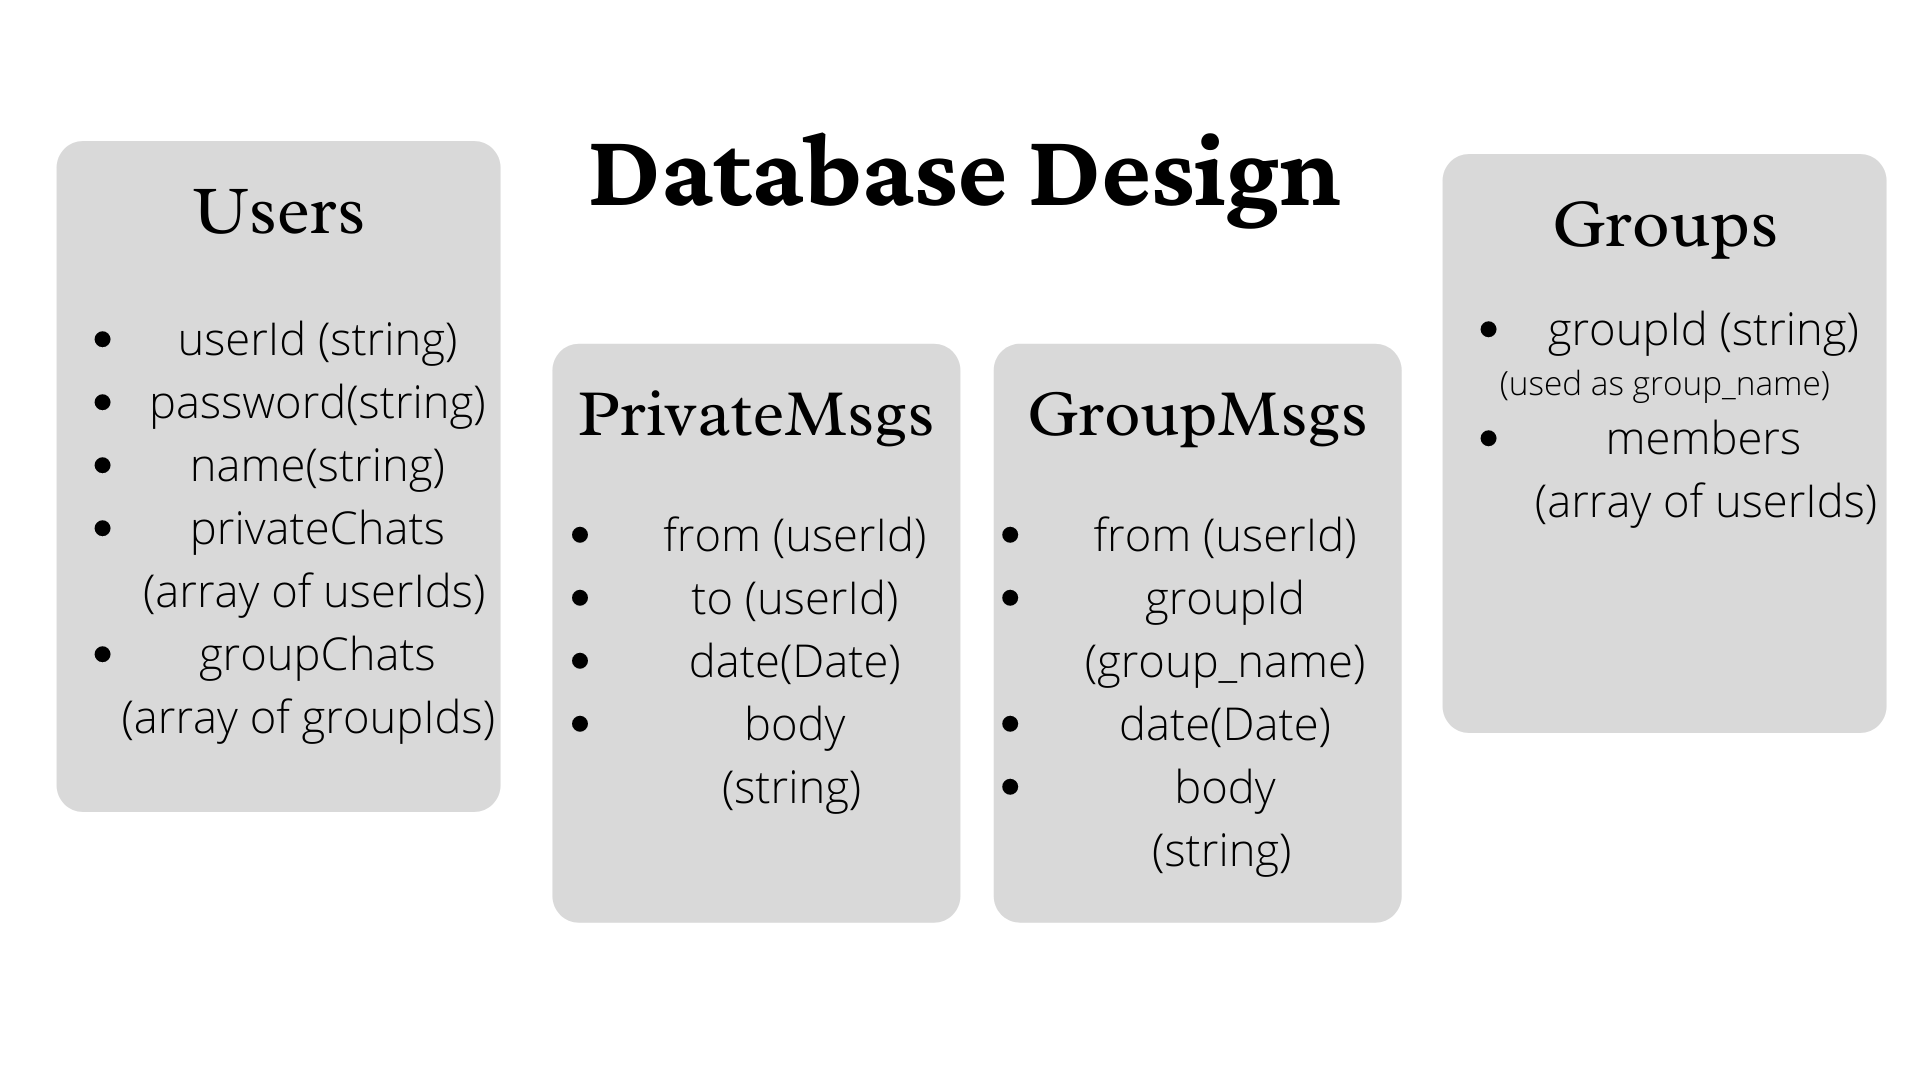 Database Design
Users
• userId (string)
• password(string)
• name(string)
• privateChats
(array of userIds)
• groupChats
(array of groupIds)
PrivateMsgs
• from (userId)
• to (userId)
• date(Date)
• body
(string)
GroupMsgs
• from (userId)
• groupId
(group_name)
• date(Date)
• body
(string)
Groups
• groupId (string)
(used as group_name)
• members
(array of userIds)